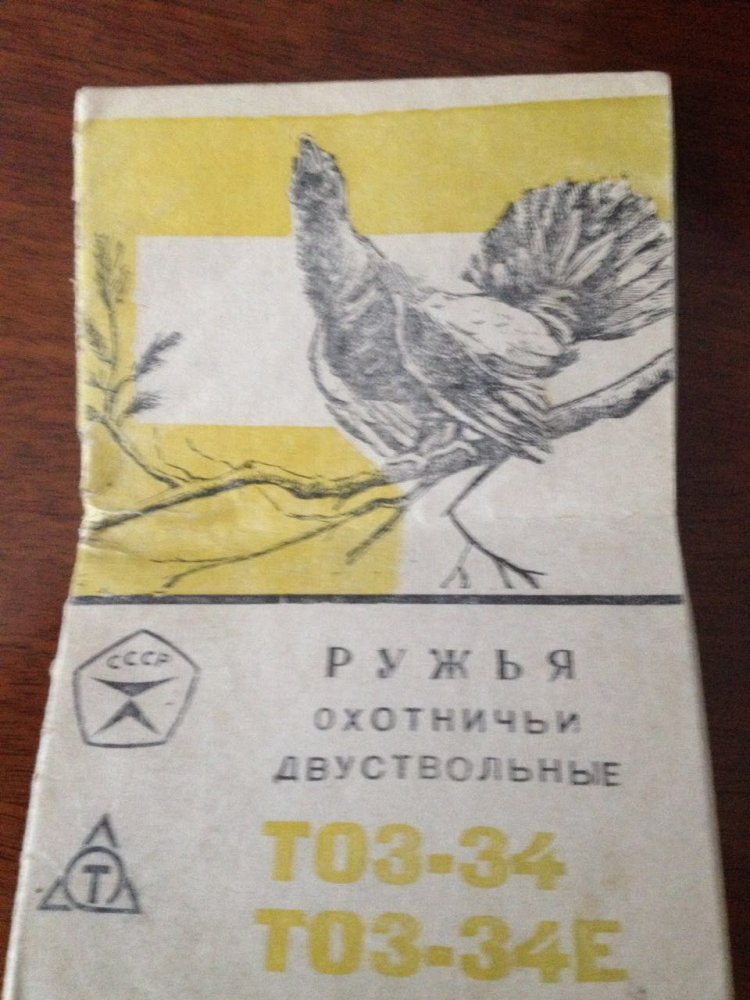 СССР
РУЖЬЯ
ОХОТНИЧЬИ
ДВУСТВОЛЬНЫЕ
Т
ТОЗ-34
ТОЗ-34Е